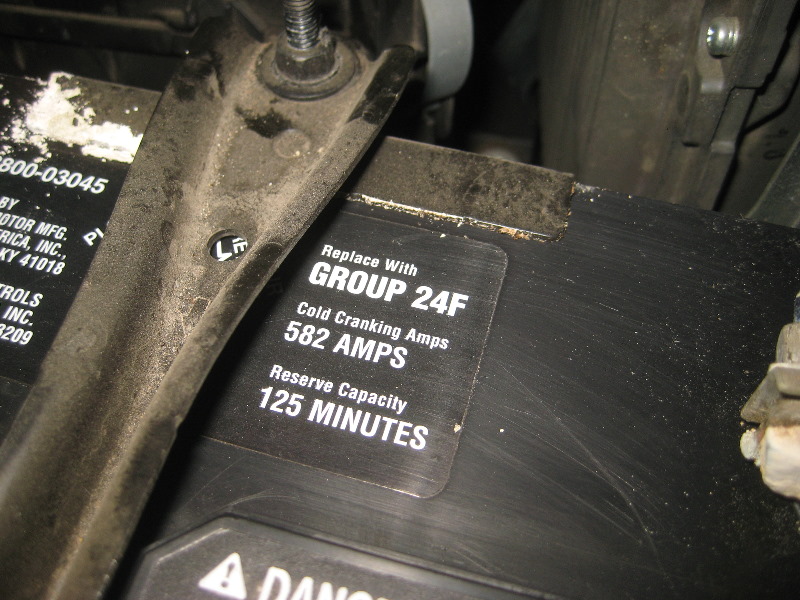 800-03045
BY
OTOR MFG.
ERICA, INC.,
KY 41018
TROLS
INC.
3209
Replace With
GROUP 24F
Cold Cranking Amps
582 AMPS
Reserve Capacity
125 MINUTES